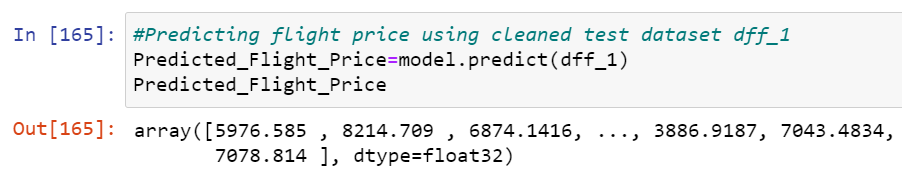 In [165]: #Predicting flight price using cleaned test dataset dff_1
Predicted_Flight_Price=model.predict(dff_1)
Predicted_Flight_Price
Out[165]: array([5976.585 , 8214.709 , 6874.1416, ..., 3886.9187, 7043.4834,
7078.814 ], dtype=float32)